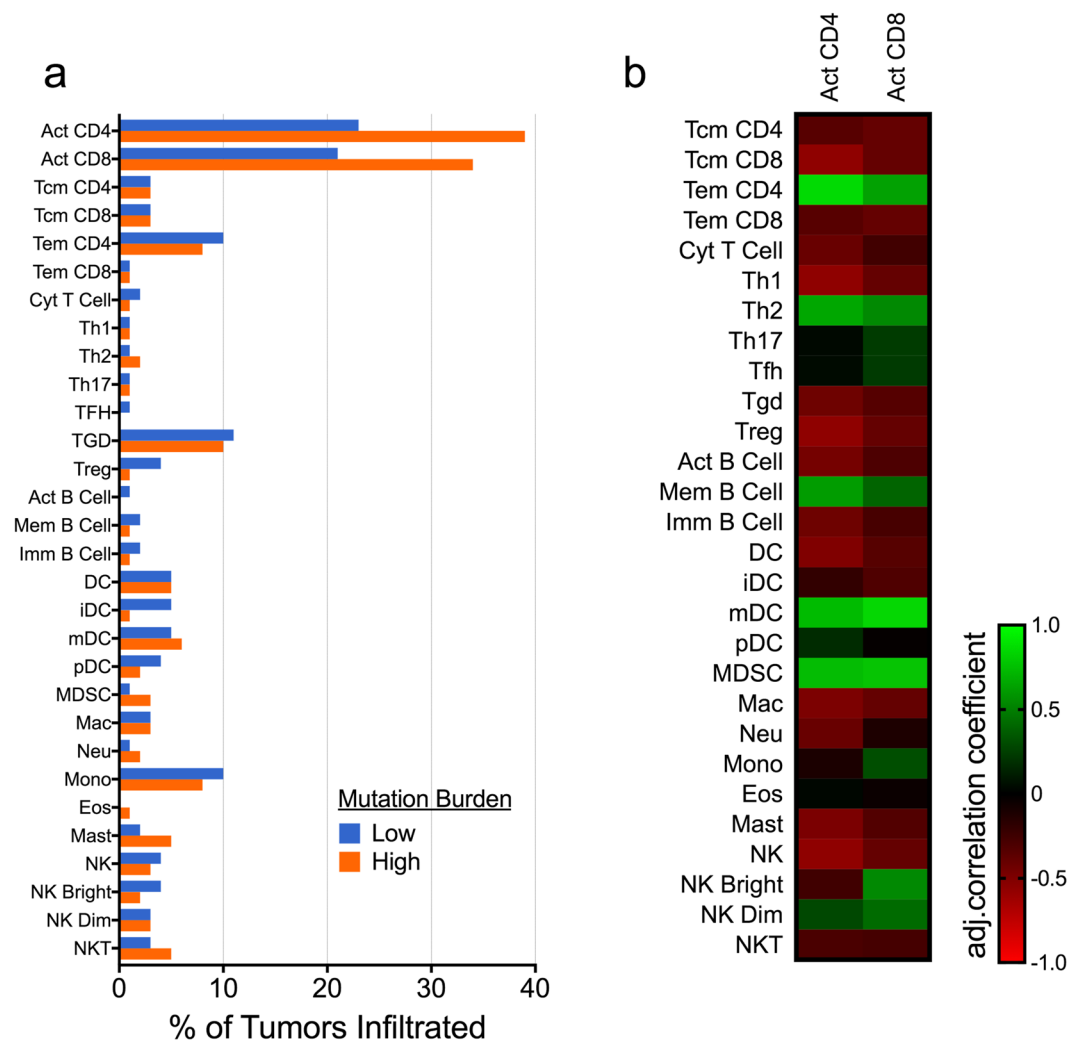 a
Act CD4
Act CD8
Tcm CD4
Tcm CD8
Tem CD4
Tem CD8
Cyt T Cell
Th1
Th2
Th17
TFH
TGD
Treg
Act B Cell
Mem B Cell
Imm B Cell
DC
iDC
mDC
pDC
MDSC
Mac
Neu
Mono
Eos
Mast
NK
NK Bright
NK Dim
NKT
0 10 20 30 40
% of Tumors Infiltrated
Mutation Burden
Low
High
b
Act CD4
Act CD8
Tcm CD4
Tcm CD8
Tem CD4
Tem CD8
Cyt T Cell
Th1
Th2
Th17
Tfh
Tgd
Treg
Act B Cell
Mem B Cell
Imm B Cell
DC
iDC
mDC
pDC
MDSC
Mac
Neu
Mono
Eos
Mast
NK
NK Bright
NK Dim
NKT
adj.correlation coefficient
1.0
0.5
0
-0.5
-1.0